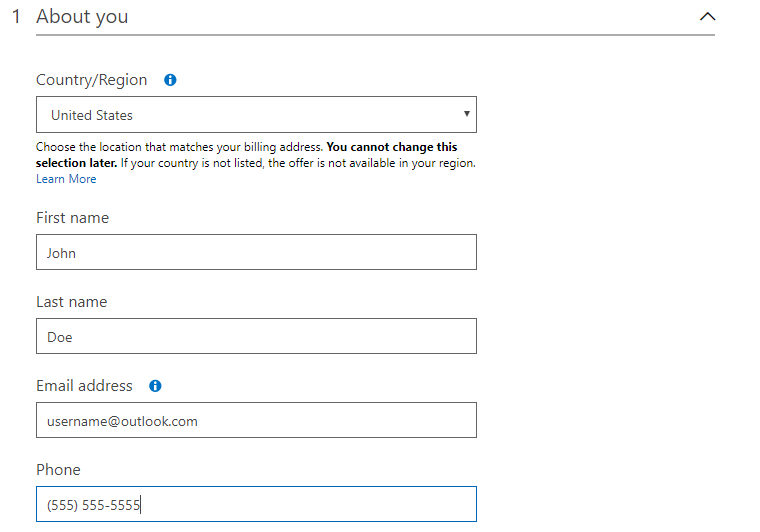 1 About you
Country/Region
United States
Choose the location that matches your billing address. You cannot change this
selection later. If your country is not listed, the offer is not available in your region.
Learn More
First name
John
Last name
Doe
Email address
username@outlook.com
Phone
(555) 555-5555